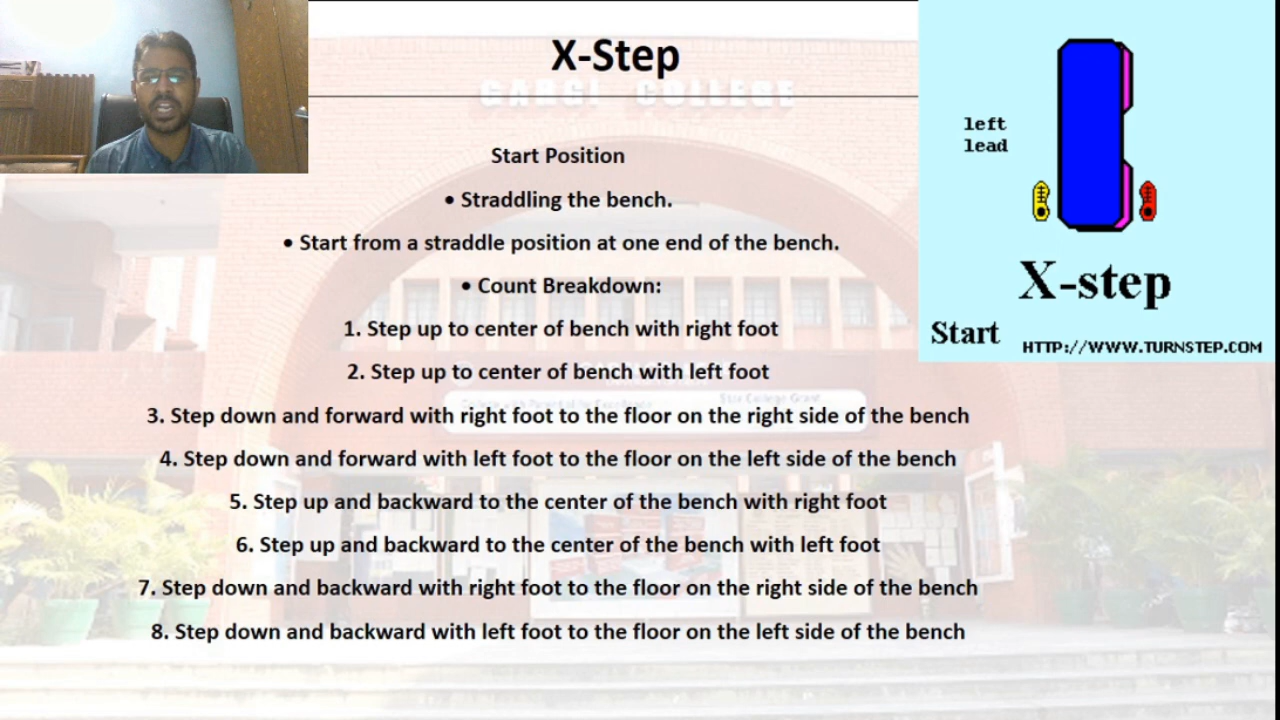 X-Step
GARGI COLLEGE
Start Position
• Straddling the bench.
• Start from a straddle position at one end of the bench.
• Count Breakdown:
1. Step up to center of bench with right foot
2. Step up to center of bench with left foot
3. Step down and forward with right foot to the floor on the right side of the bench
4. Step down and forward with left foot to the floor on the left side of the bench
5. Step up and backward to the center of the bench with right foot
6. Step up and backward to the center of the bench with left foot
7. Step down and backward with right foot to the floor on the right side of the bench
8. Step down and backward with left foot to the floor on the left side of the bench
left
lead
X-step
Start
HTTP://WWW.TURNSTEP.COM